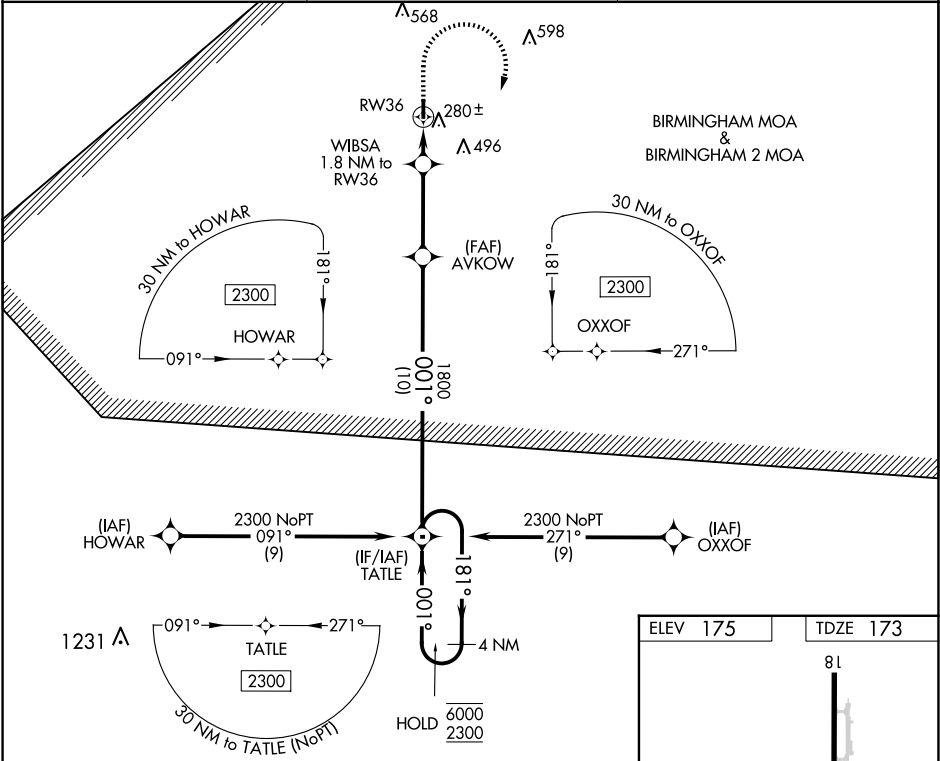 568
598
RW36
280±
496
WIBSA
1.8 NM to
RW36
BIRMINGHAM MOA
&
BIRMINGHAM 2 MOA
(FAF)
AVKOW
30 NM to HOWAR
181°
2300
HOWAR
091°
30 NM to OXXOF
181°
2300
OXXOF
271°
1800
001°
(10)
(IAF)
HOWAR
2300 NoPT
091°
(9)
(IF/IAF)
TATLE
2300 NoPT
271°
(9)
(IAF)
OXXOF
181°
001°
4 NM
HOLD
6000
2300
1231
091°
271°
TATLE
2300
30 NM to TATLE (NoPT)
ELEV 175
TDZE 173
18